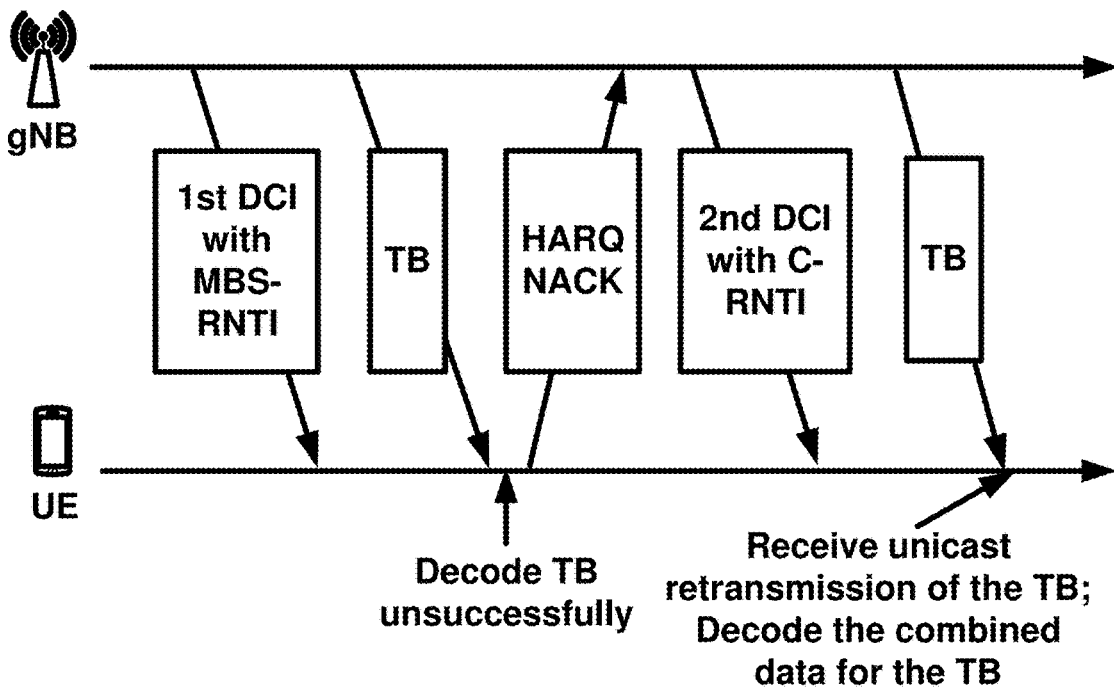 gNB
1st DCI
with
MBS-
RNTI
TB
HARQ
NACK
2nd DCI
with C-
RNTI
TB
UE
Decode TB
unsuccessfully
Receive unicast
retransmission of the TB;
Decode the combined
data for the TB